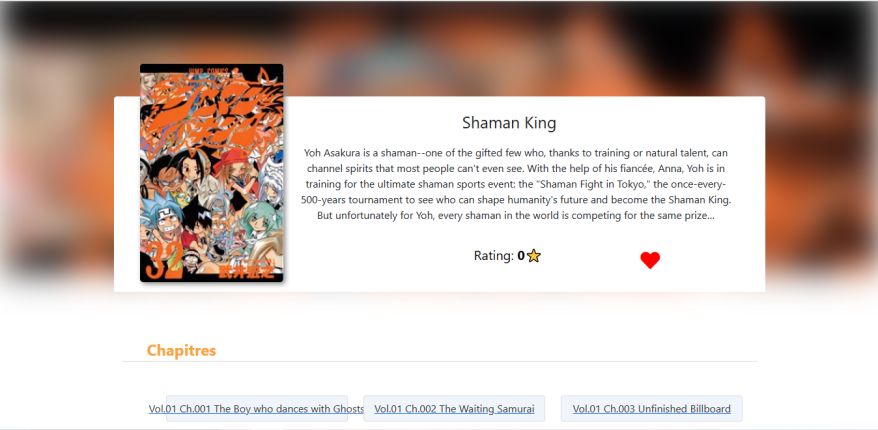 JUMP COMICS
32
Shaman King
Yoh Asakura is a shaman--one of the gifted few who, thanks to training or natural talent, can
channel spirits that most people can't even see. With the help of his fiancée, Anna, Yoh is in
training for the ultimate shaman sports event: the "Shaman Fight in Tokyo," the once-every-
500-years tournament to see who can shape humanity's future and become the Shaman King.
But unfortunately for Yoh, every shaman in the world is competing for the same prize...
Rating: 0
Chapitres
Vol.01 Ch.001 The Boy who dances with Ghosts
Vol.01 Ch.002 The Waiting Samurai
Vol.01 Ch.003 Unfinished Billboard